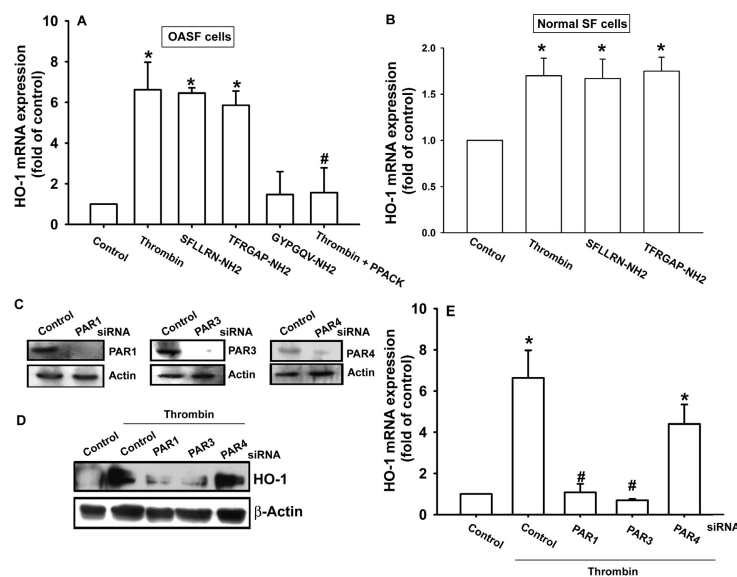 A
OASF cells
HO-1 mRNA expression
(fold of control)
10
8
6
4
2
0
*
*
*
#
Control
Thrombin
SFLLRN-NH2
TFRGAP-NH2
GYPGQV-NH2
Thrombin + PPACK
B
Normal SF cells
HO-1 mRNA expression
(fold of control)
2.0
1.5
1.0
0.5
0.0
*
*
*
Control
Thrombin
SFLLRN-NH2
TFRGAP-NH2
C
Control PAR1 siRNA
PAR1
Actin
Control PAR3 siRNA
PAR3
Actin
Control PAR4 siRNA
PAR4
Actin
D
Thrombin
Control Control PAR1 PAR3 PAR4 siRNA
HO-1
β-Actin
E
HO-1 mRNA expression
(fold of control)
10
8
6
4
2
0
*
#
#
*
Control Control PAR1 PAR3 PAR4 siRNA
Thrombin